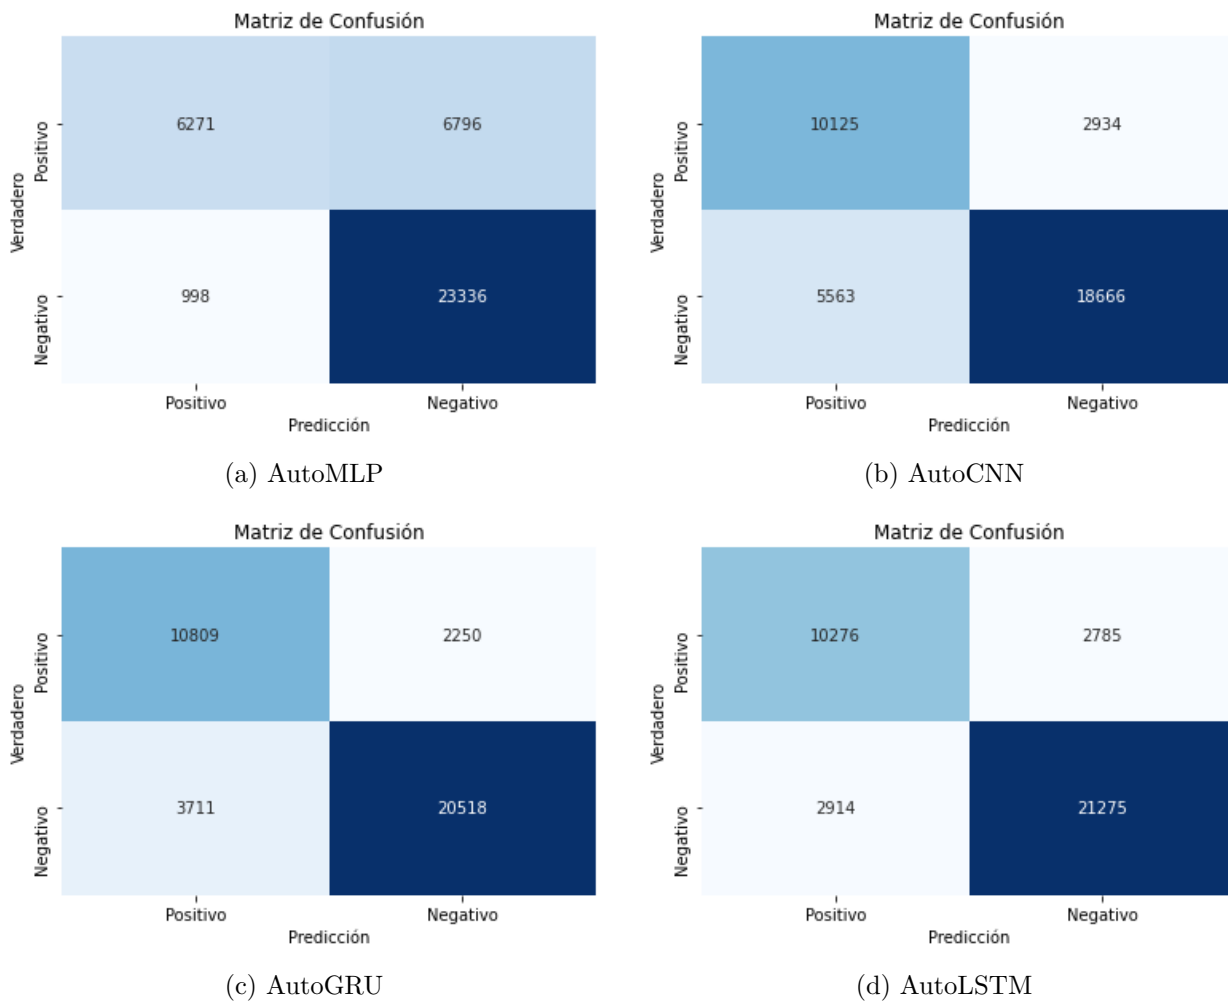 Matriz de Confusión
Verdadero
Positivo
6271
6796
Negativo
998
23336
Positivo
Negativo
Predicción
(a) AutoMLP
Matriz de Confusión
Verdadero
Positivo
10125
2934
Negativo
5563
18666
Positivo
Negativo
Predicción
(b) AutoCNN
Matriz de Confusión
Verdadero
Positivo
10809
2250
Negativo
3711
20518
Positivo
Negativo
Predicción
(c) AutoGRU
Matriz de Confusión
Verdadero
Positivo
10276
2785
Negativo
2914
21275
Positivo
Negativo
Predicción
(d) AutoLSTM